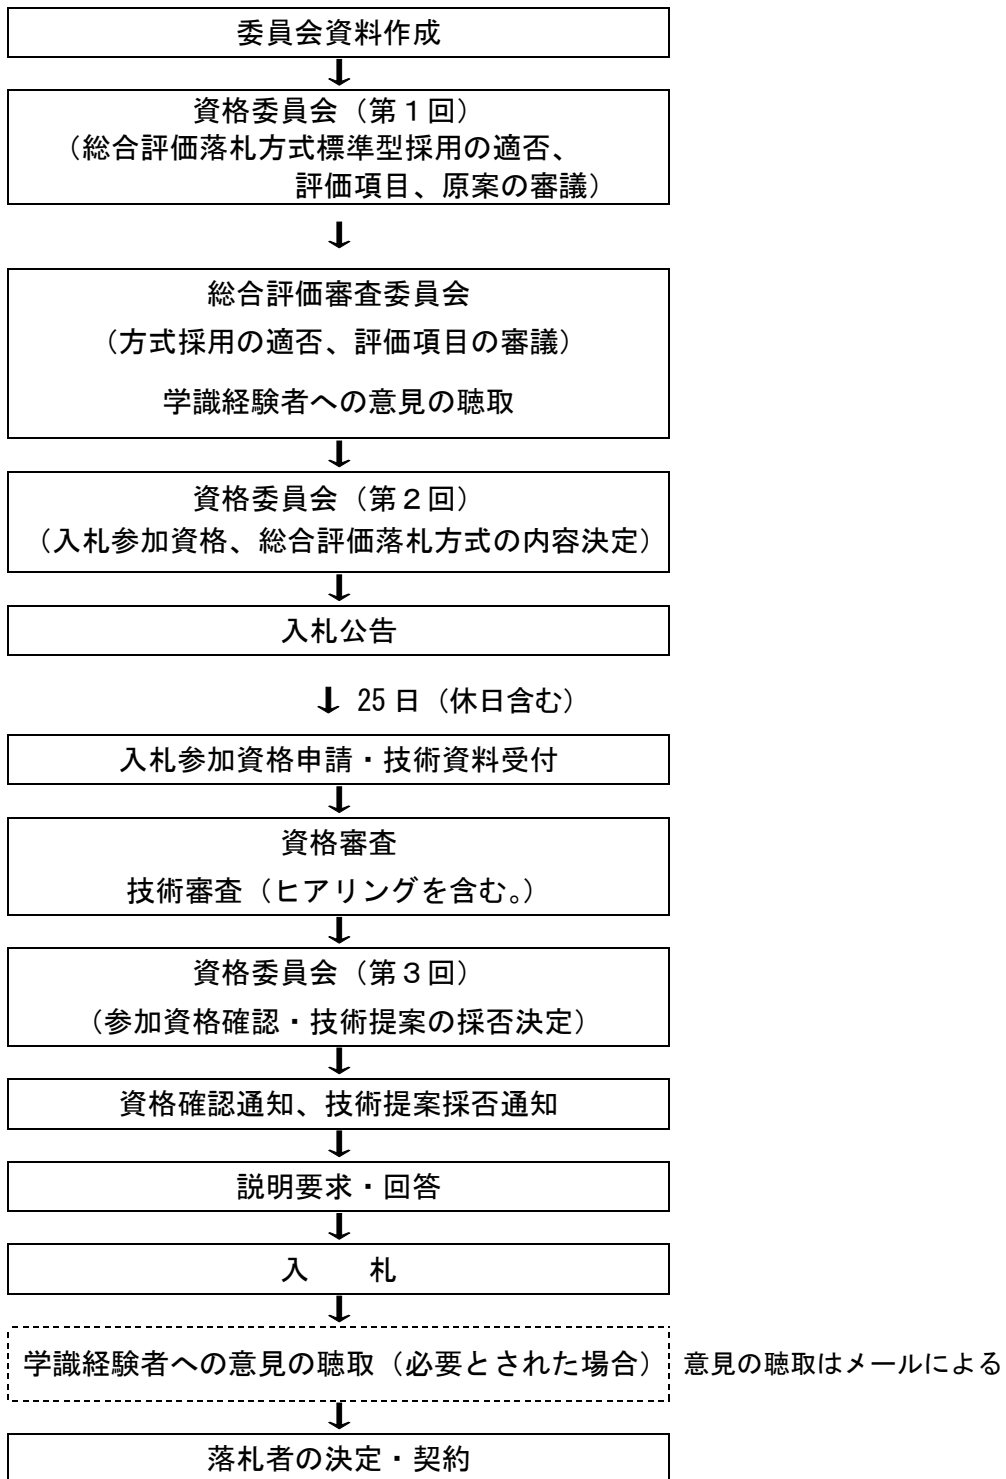 委員会資料作成
↓
資格委員会（第１回）
（総合評価落札方式標準型採用の適否、
評価項目、原案の審議）
↓
総合評価審査委員会
（方式採用の適否、評価項目の審議）
学識経験者への意見の聴取
↓
資格委員会（第２回）
（入札参加資格、総合評価落札方式の内容決定）
↓
入札公告
↓ 25 日（休日含む）
入札参加資格申請・技術資料受付
↓
資格審査
技術審査（ヒアリングを含む。）
↓
資格委員会（第３回）
（参加資格確認・技術提案の採否決定）
↓
資格確認通知、技術提案採否通知
↓
説明要求・回答
↓
入　　札
↓
学識経験者への意見の聴取（必要とされた場合） 意見の聴取はメールによる
↓
落札者の決定・契約